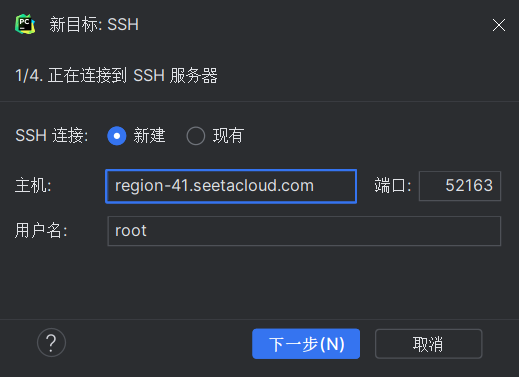 PC
新目标: SSH
1/4. 正在连接到 SSH 服务器
SSH 连接: 新建 现有
主机: region-41.seetacloud.com 端口: 52163
用户名: root
? 下一步(N) 取消